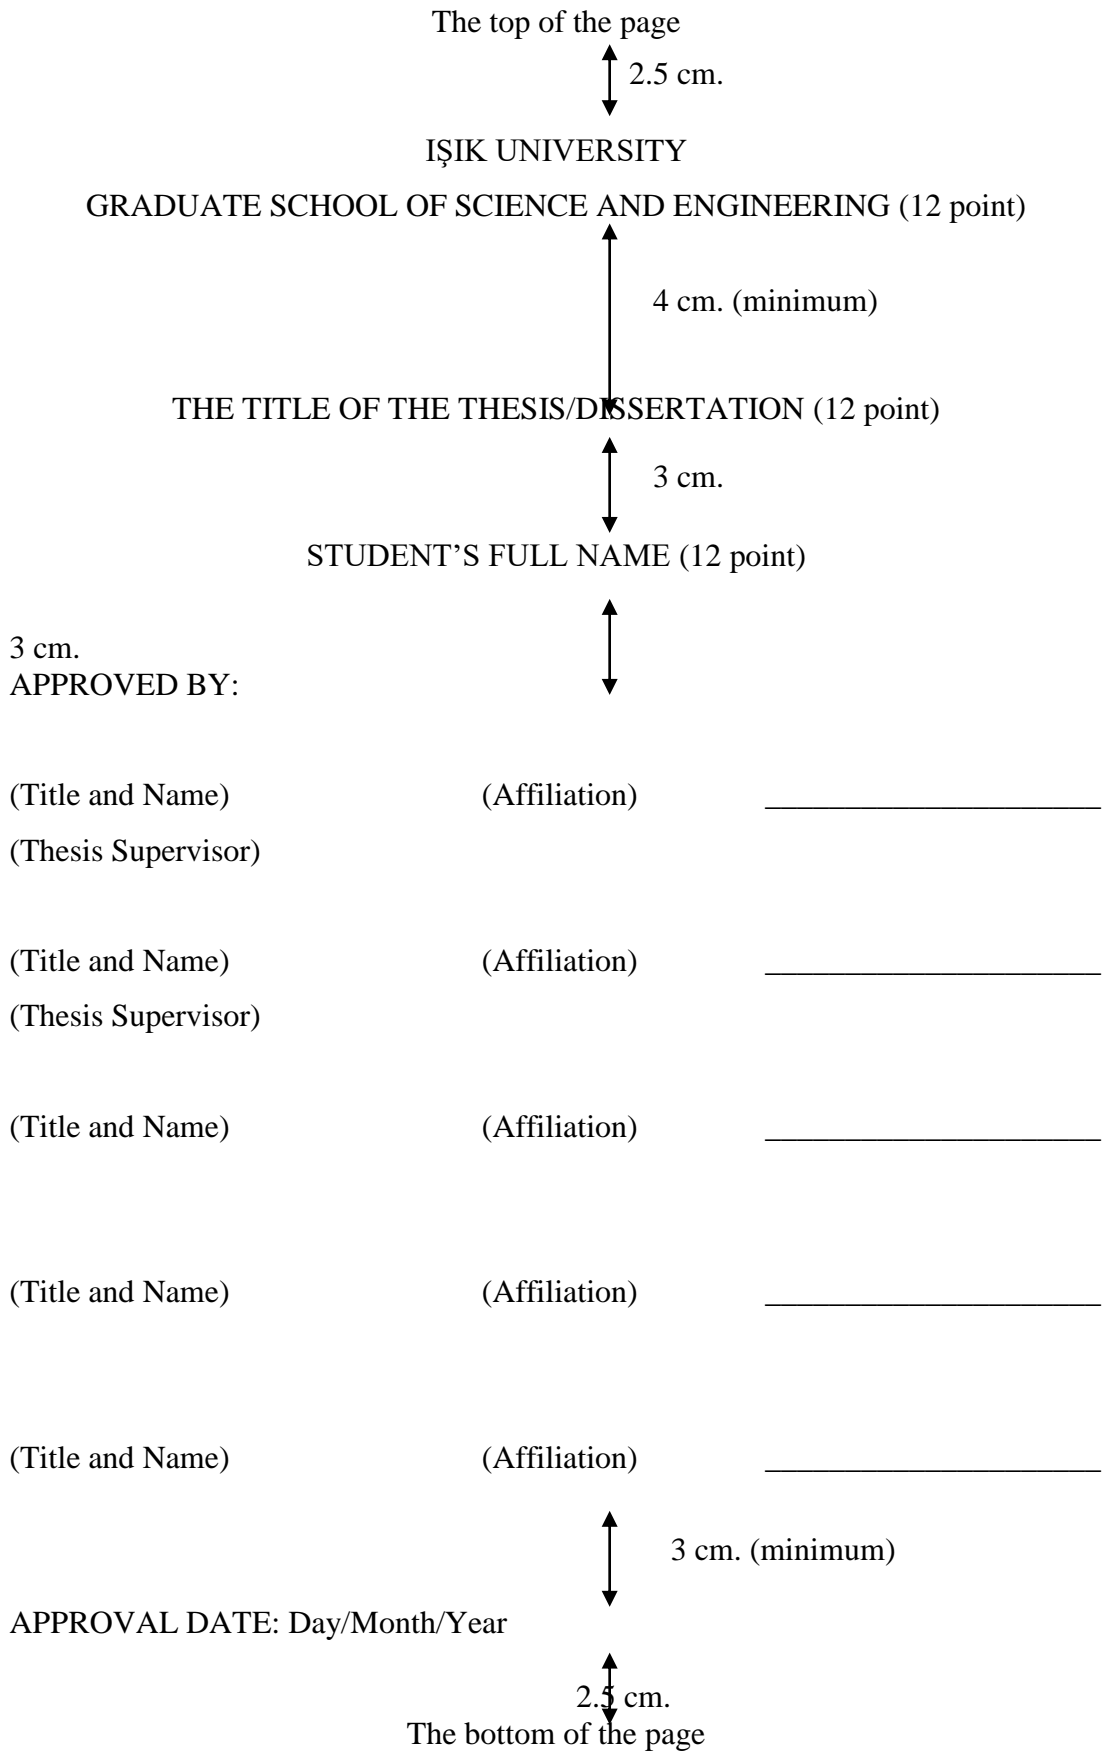 The top of the page
2.5 cm.
IŞIK UNIVERSITY
GRADUATE SCHOOL OF SCIENCE AND ENGINEERING (12 point)
4 cm. (minimum)
THE TITLE OF THE THESIS/DISSERTATION (12 point)
3 cm.
STUDENT’S FULL NAME (12 point)
3 cm.
APPROVED BY:
(Title and Name) (Affiliation) _____________________
(Thesis Supervisor)
(Title and Name) (Affiliation) _____________________
(Thesis Supervisor)
(Title and Name) (Affiliation) _____________________
(Title and Name) (Affiliation) _____________________
(Title and Name) (Affiliation) _____________________
3 cm. (minimum)
APPROVAL DATE: Day/Month/Year
2.5 cm.
The bottom of the page